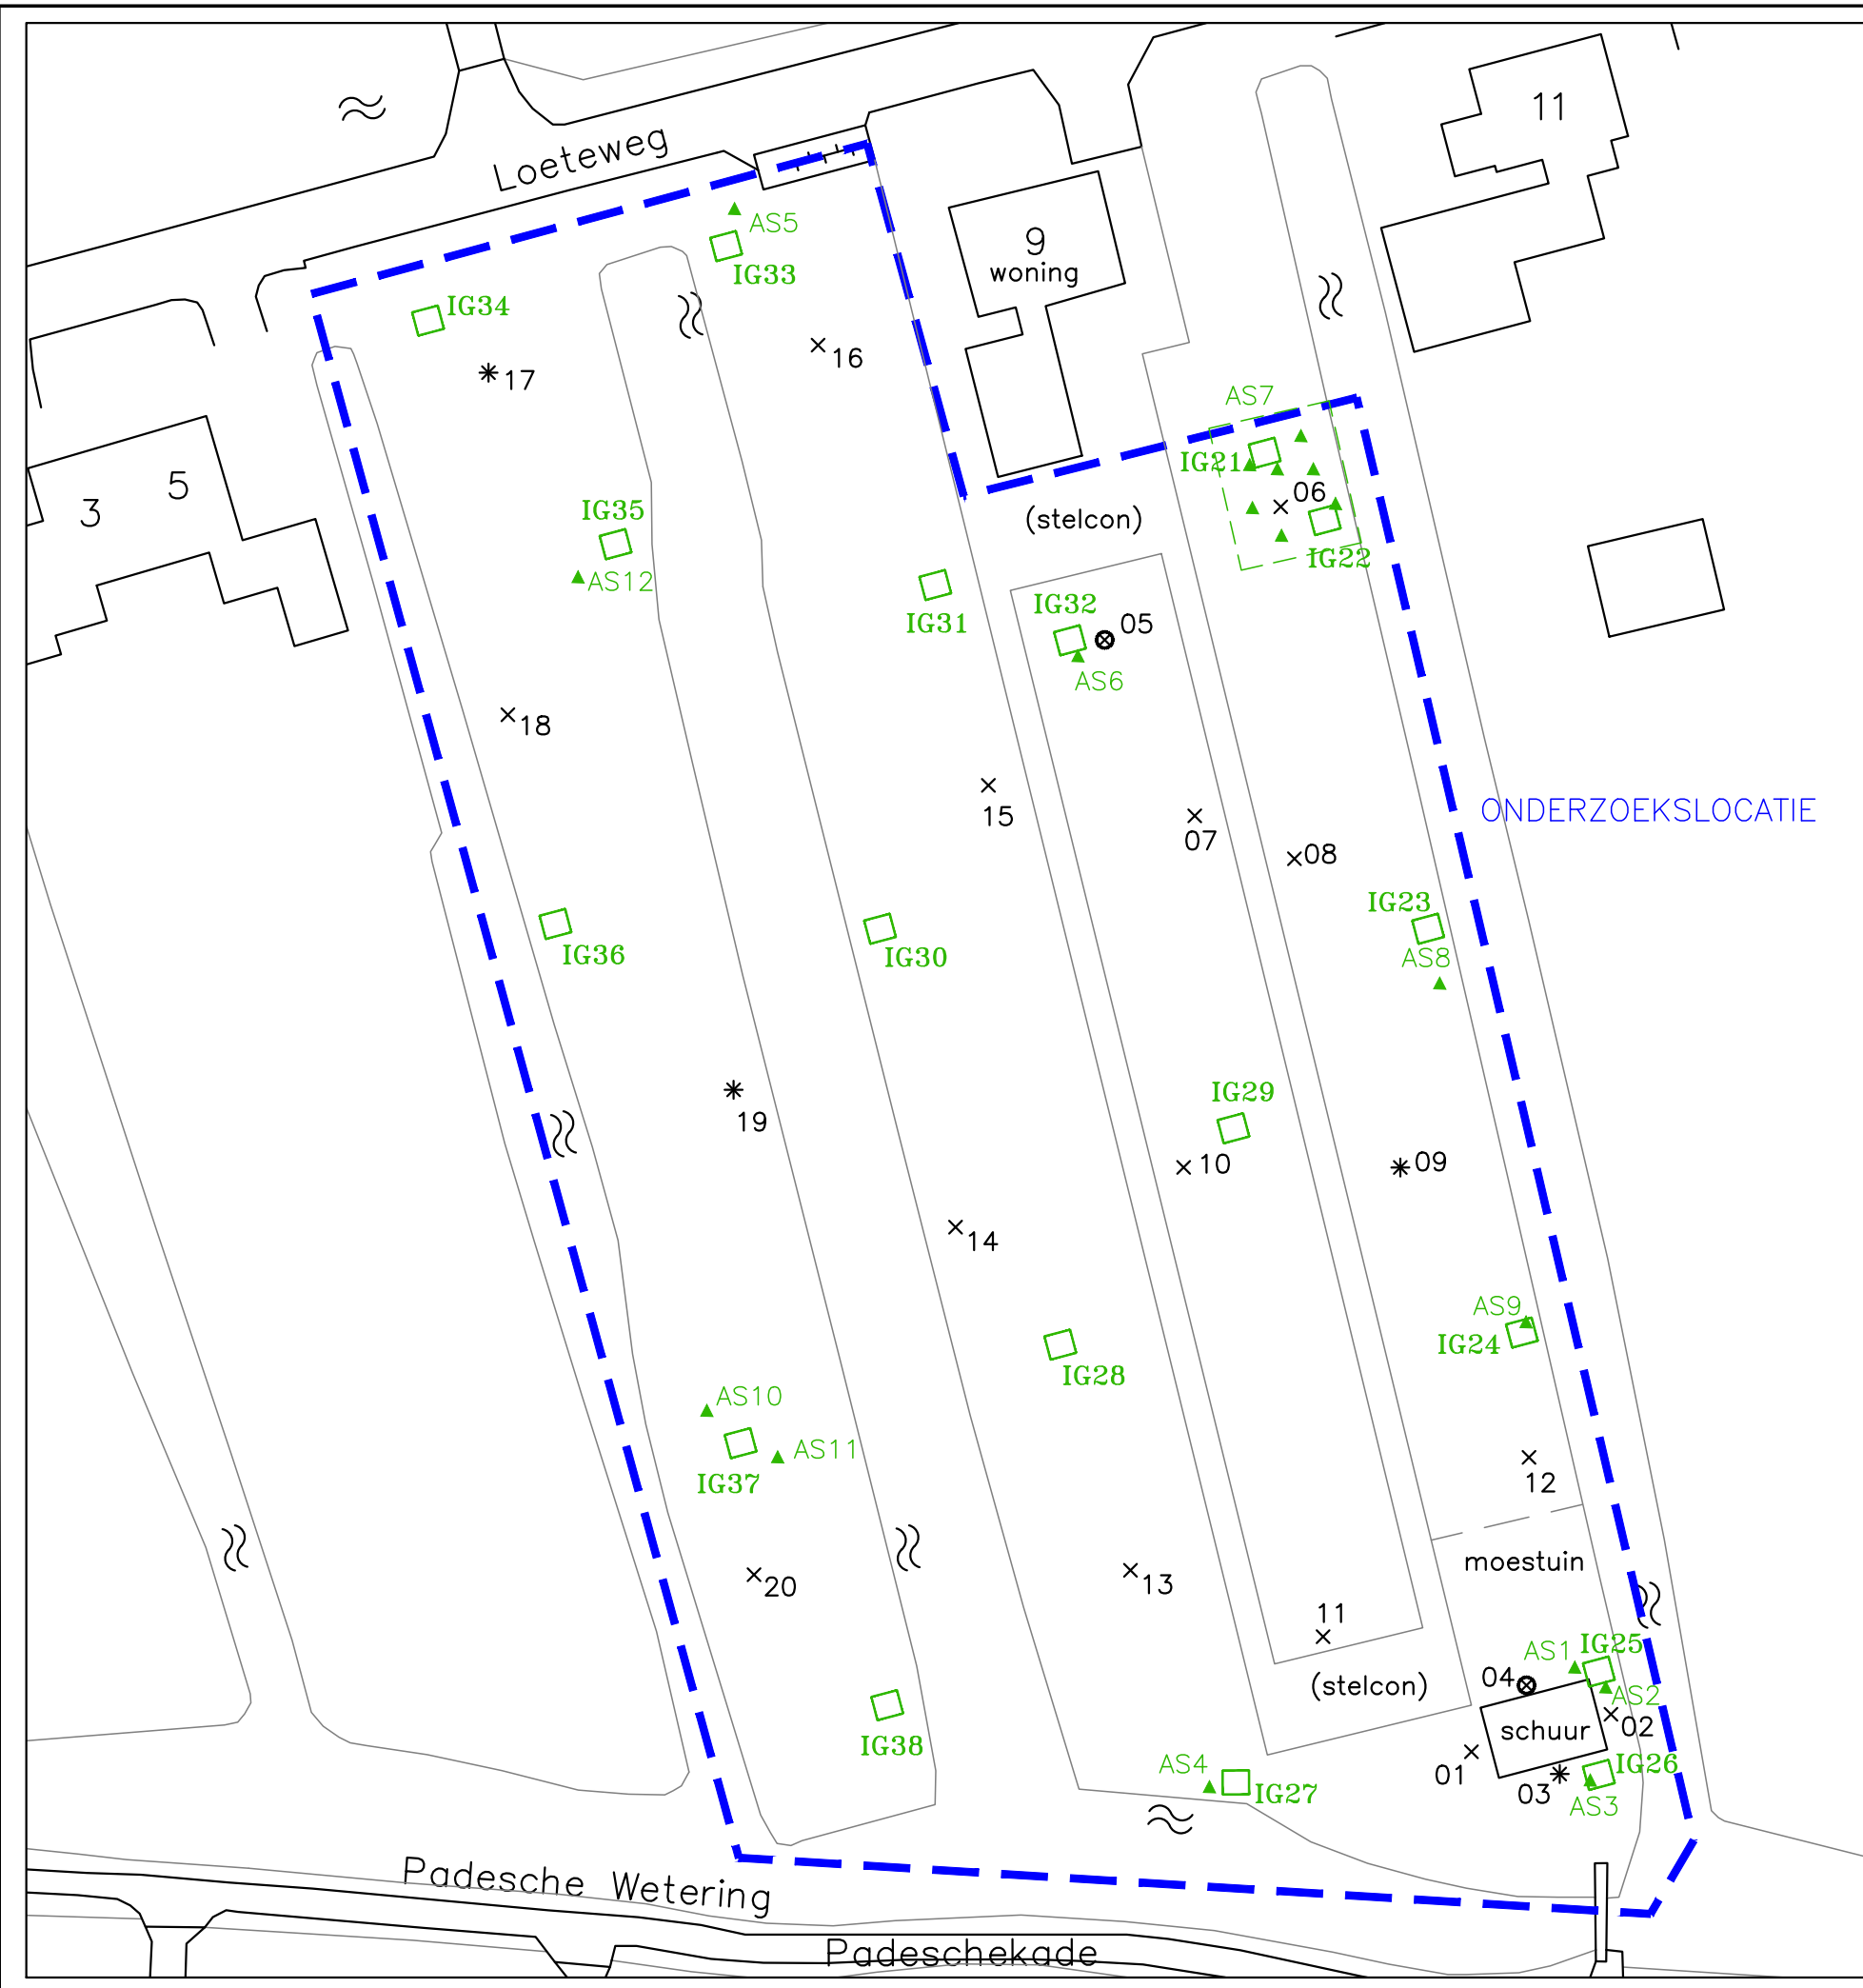 11
Loeteweg
AS5
9
IG33
woning
IG34
16
17
AS7
IG21
5
06
3
IG35
(stelcon)
IG22
AS12
IG32
IG31
05
AS6
18
ONDERZOEKSLOCATIE
15
07
08
IG23
IG36
IG30
AS8
IG29
19
10
09
14
AS9
IG24
IG28
AS10
AS11
IG37
12
moestuin
20
13
11
IG25
AS1
04
(stelcon)
AS2
02
schuur
IG38
AS4
IG26
01
IG27
03
AS3
Padesche Wetering
Padeschekade